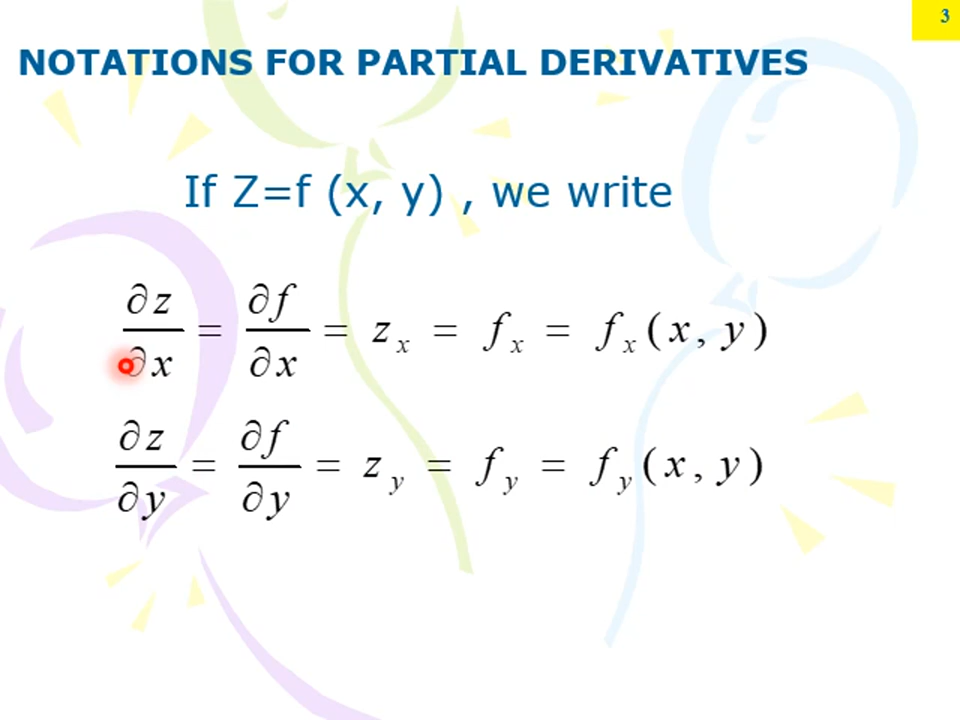 3
NOTATIONS FOR PARTIAL DERIVATIVES
If Z=f (x, y) , we write
∂z/∂x = ∂f/∂x = z_x = f_x = f_x(x, y)
∂z/∂y = ∂f/∂y = z_y = f_y = f_y(x, y)